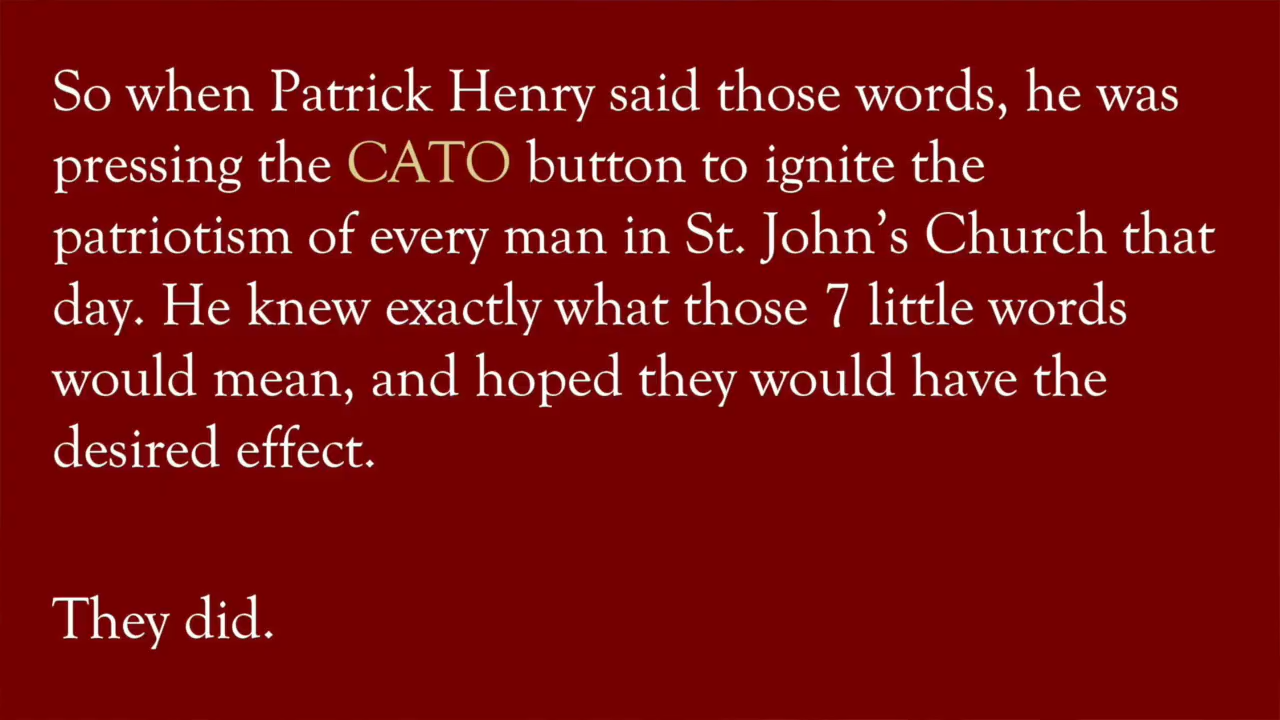 So when Patrick Henry said those words, he was
pressing the CATO button to ignite the
patriotism of every man in St. John’s Church that
day. He knew exactly what those 7 little words
would mean, and hoped they would have the
desired effect.
They did.